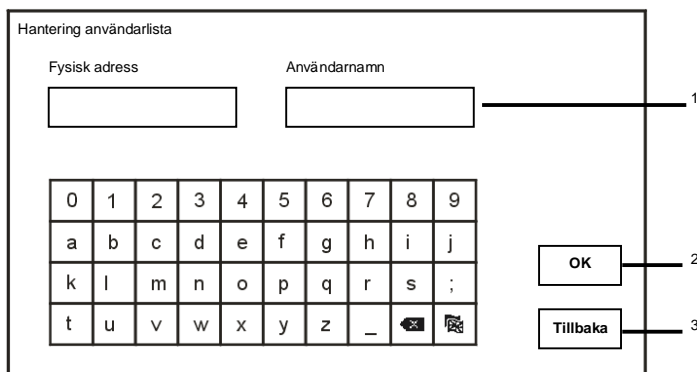 Hantering användarlista
Fysisk adress Användarnamn
1
0 1 2 3 4 5 6 7 8 9
a b c d e f g h i j
OK 2
k l m n o p q r s ;
t u v w x y z _
Tillbaka 3